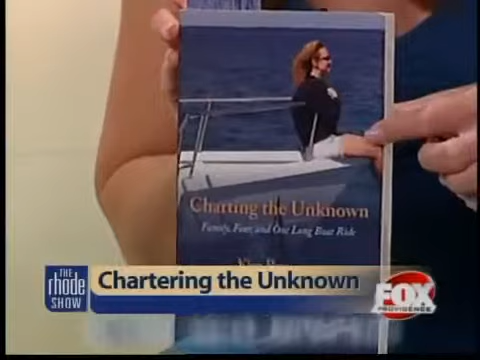 Charting the Unknown
Family, Fear, and One Long Boat Ride
THE
rhode
SHOW
Chartering the Unknown
FOX
PROVIDENCE